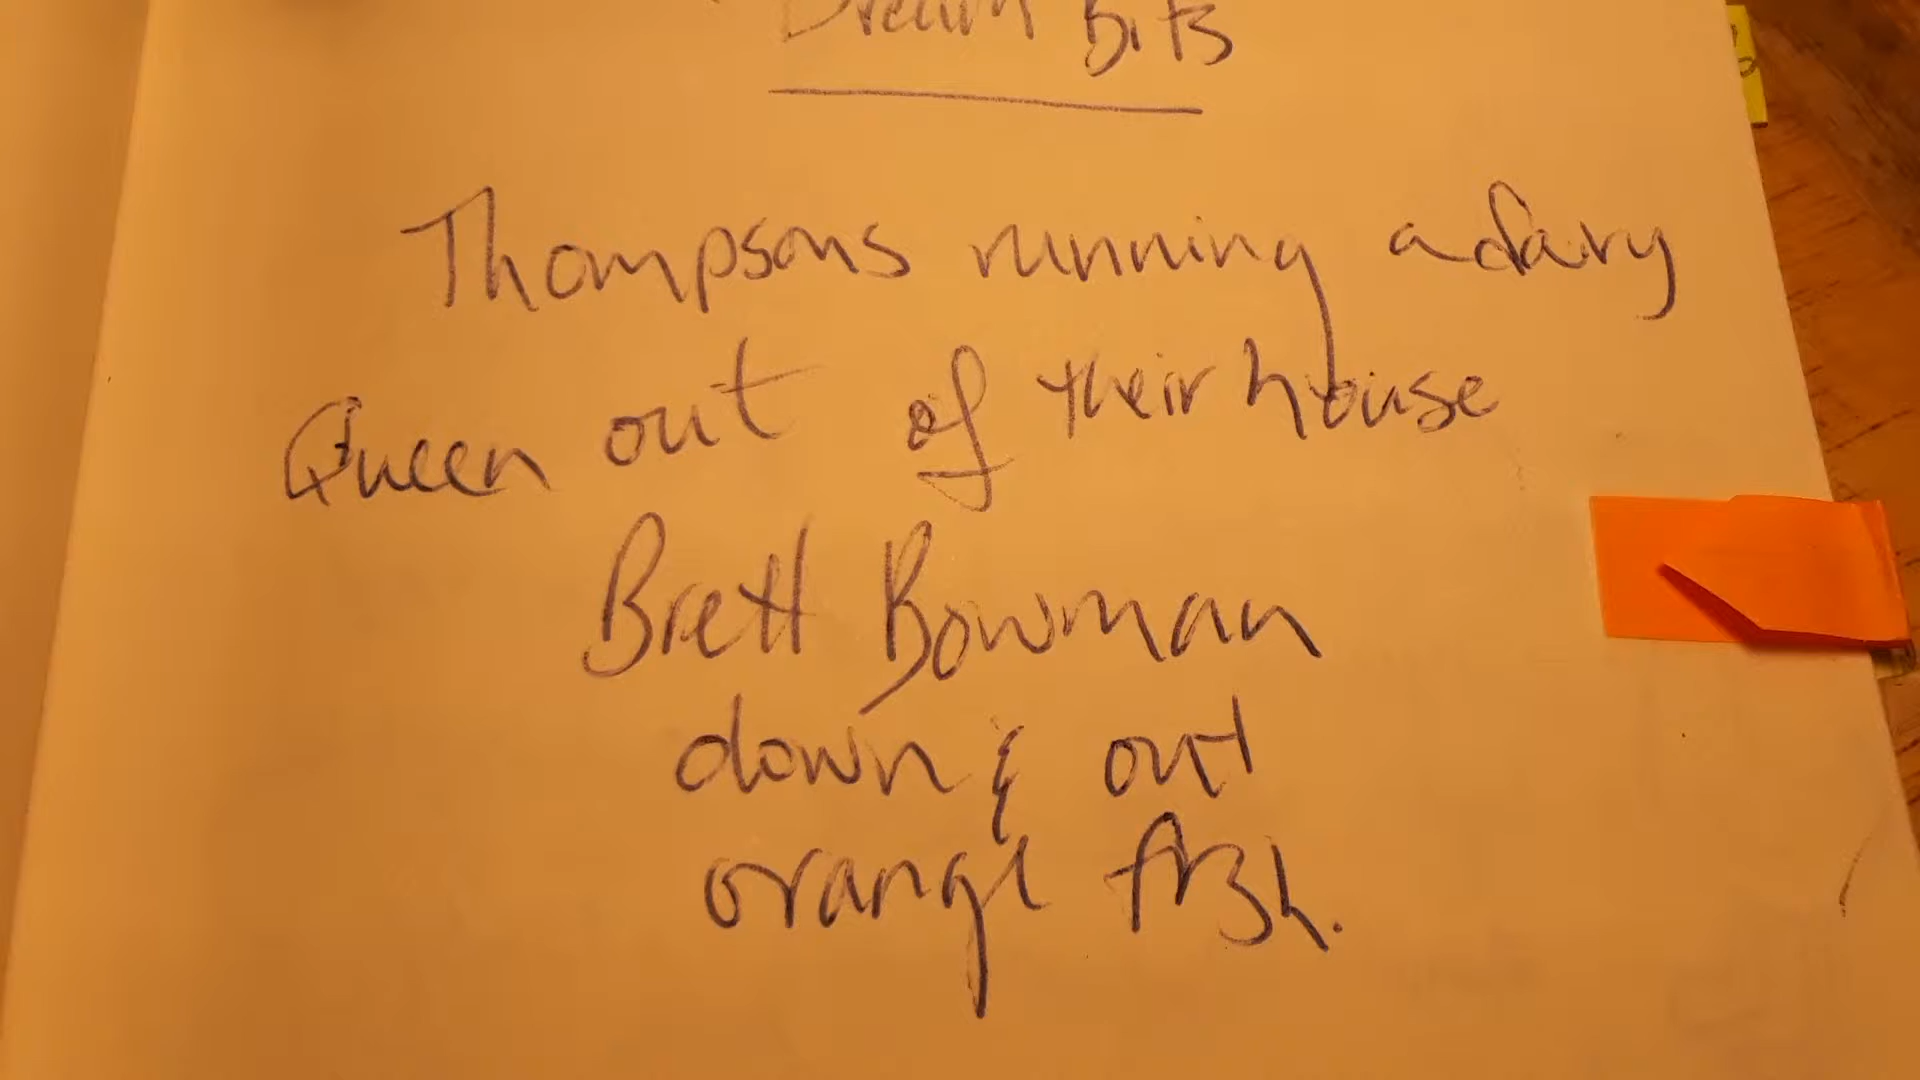 Dream Bits
Thompsons running a dairy
Queen out of their house
Brett Bowman
down & out
orange fish.